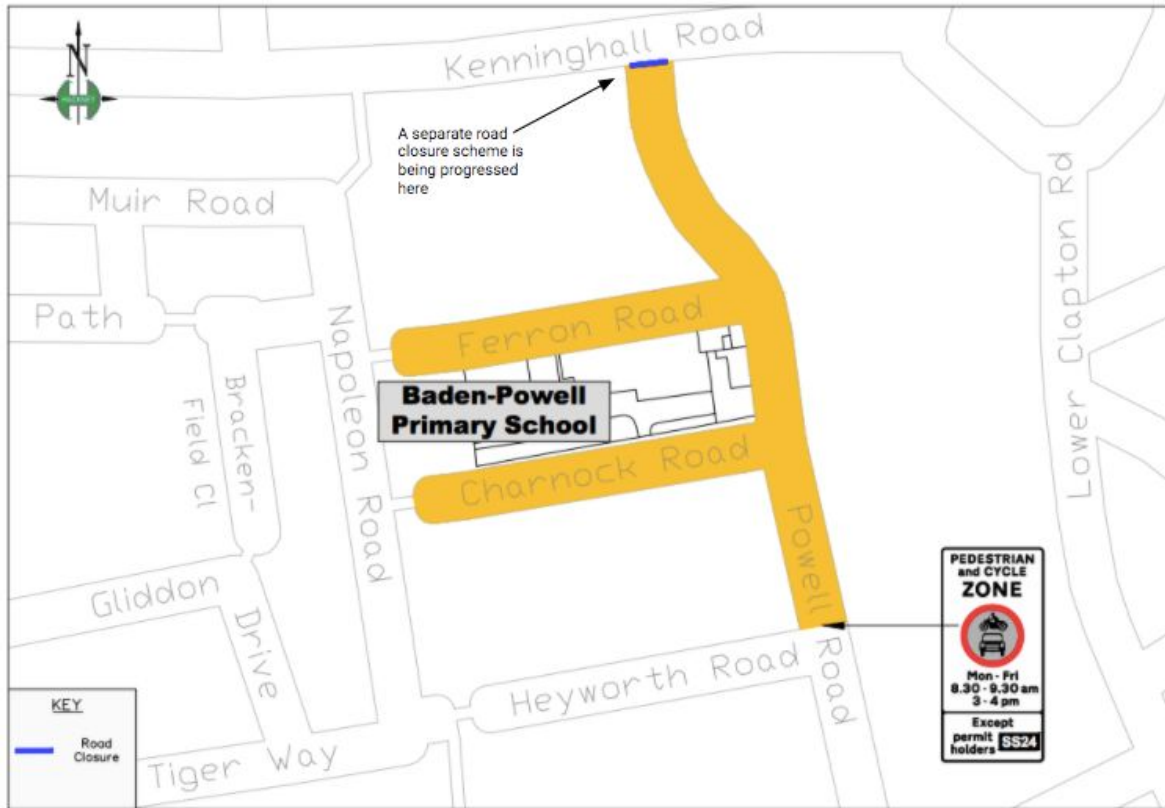 Kenninghall Road
N
HACKNEY
A separate road
closure scheme is
being progressed
here
Muir Road
Path
Napoleon Road
Bracken-
Field Cl
Ferron Road
Baden-Powell
Primary School
Charnock Road
Lower Clapton Rd
Powell
Road
Gliddon
Drive
Heyworth Road
Tiger Way
PEDESTRIAN
and CYCLE
ZONE
Mon - Fri
8.30 - 9.30 am
3 - 4 pm
Except
permit
holders SS24
KEY
Road
Closure